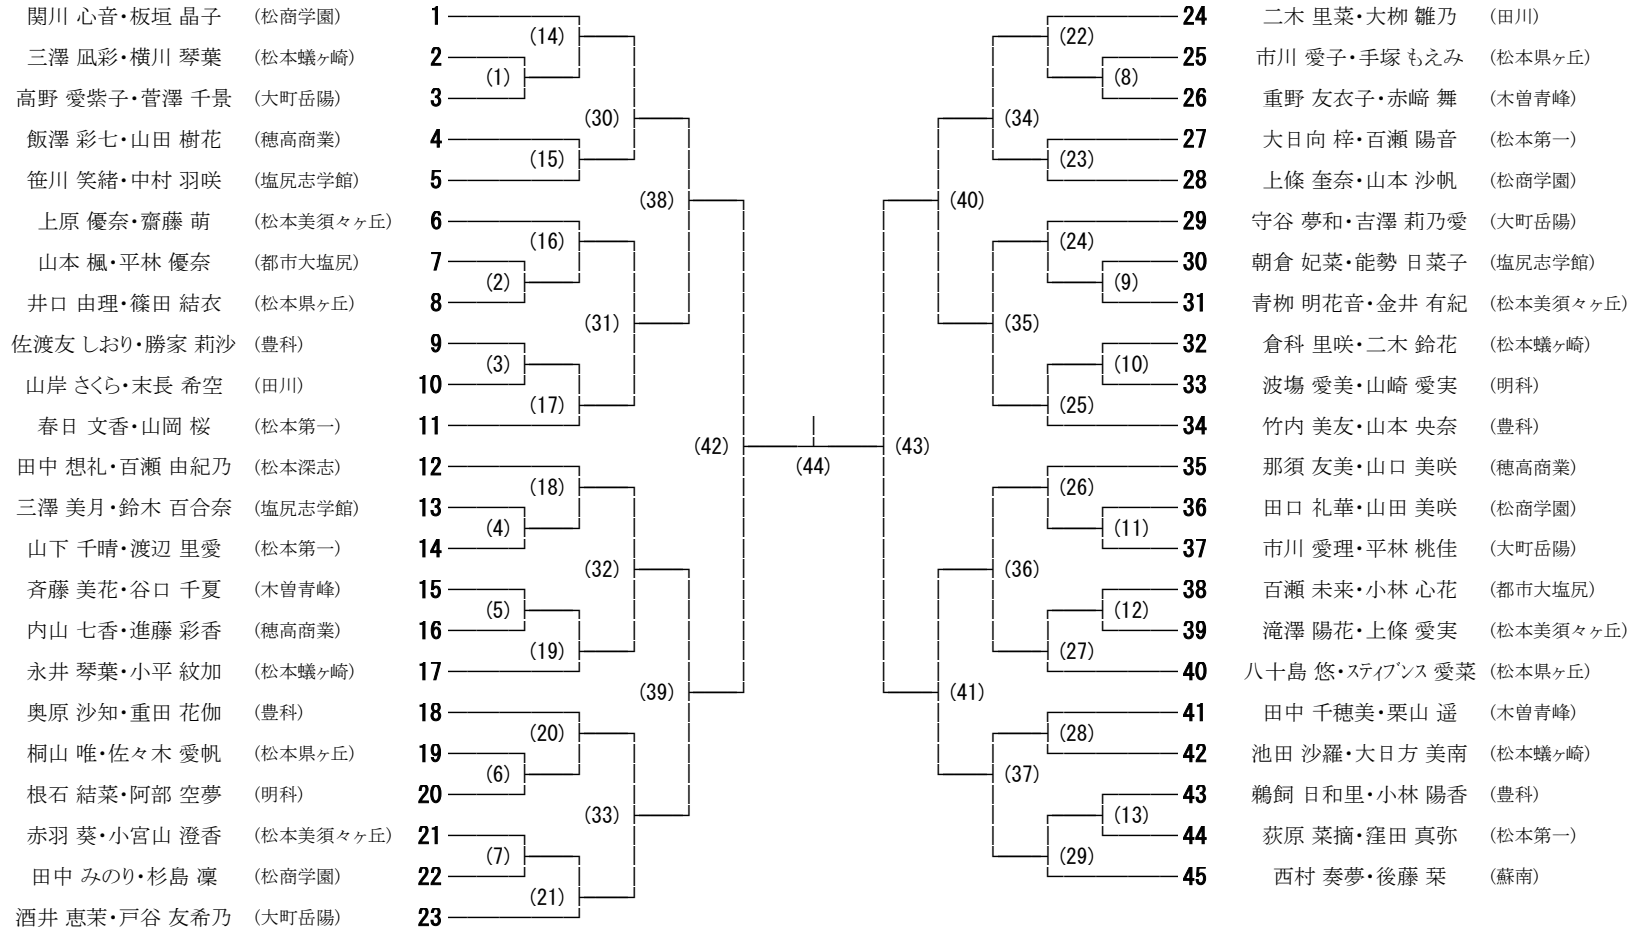 関川 心音・板垣 晶子 (松商学園) 1
三澤 凪彩・横川 琴葉 (松本蟻ヶ崎) 2
高野 愛紫子・菅澤 千景 (大町岳陽) 3
飯澤 彩七・山田 樹花 (穂高商業) 4
笹川 笑緒・中村 羽咲 (塩尻志学館) 5
上原 優奈・齋藤 萌 (松本美須々ヶ丘) 6
山本 楓・平林 優奈 (都市大塩尻) 7
井口 由理・篠田 結衣 (松本県ヶ丘) 8
佐渡友 しおり・勝家 莉沙 (豊科) 9
山岸 さくら・末長 希空 (田川) 10
春日 文香・山岡 桜 (松本第一) 11
田中 想礼・百瀬 由紀乃 (松本深志) 12
三澤 美月・鈴木 百合奈 (塩尻志学館) 13
山下 千晴・渡辺 里愛 (松本第一) 14
斉藤 美花・谷口 千夏 (木曽青峰) 15
内山 七香・進藤 彩香 (穂高商業) 16
永井 琴葉・小平 紋加 (松本蟻ヶ崎) 17
奥原 沙知・重田 花伽 (豊科) 18
桐山 唯・佐々木 愛帆 (松本県ヶ丘) 19
根石 結菜・阿部 空夢 (明科) 20
赤羽 葵・小宮山 澄香 (松本美須々ヶ丘) 21
田中 みのり・杉島 凜 (松商学園) 22
酒井 恵茉・戸谷 友希乃 (大町岳陽) 23
(1)
(2)
(3)
(4)
(5)
(6)
(7)
(14)
(15)
(16)
(17)
(18)
(19)
(20)
(21)
(30)
(31)
(32)
(33)
(38)
(39)
(42)
(44)
(43)
(40)
(41)
(34)
(35)
(36)
(37)
(22)
(23)
(24)
(25)
(26)
(27)
(28)
(29)
(8)
(9)
(10)
(11)
(12)
(13)
24 二木 里菜・大栁 雛乃 (田川)
25 市川 愛子・手塚 もえみ (松本県ヶ丘)
26 重野 友衣子・赤﨑 舞 (木曽青峰)
27 大日向 梓・百瀬 陽音 (松本第一)
28 上條 奎奈・山本 沙帆 (松商学園)
29 守谷 夢和・吉澤 莉乃愛 (大町岳陽)
30 朝倉 妃菜・能勢 日菜子 (塩尻志学館)
31 青栁 明花音・金井 有紀 (松本美須々ヶ丘)
32 倉科 里咲・二木 鈴花 (松本蟻ヶ崎)
33 波塲 愛美・山崎 愛実 (明科)
34 竹内 美友・山本 央奈 (豊科)
35 那須 友美・山口 美咲 (穂高商業)
36 田口 礼華・山田 美咲 (松商学園)
37 市川 愛理・平林 桃佳 (大町岳陽)
38 百瀬 未来・小林 心花 (都市大塩尻)
39 滝澤 陽花・上條 愛実 (松本美須々ヶ丘)
40 八十島 悠・ｽﾃｨﾌﾞﾝｽ 愛菜 (松本県ヶ丘)
41 田中 千穂美・栗山 遥 (木曽青峰)
42 池田 沙羅・大日方 美南 (松本蟻ヶ崎)
43 鵜飼 日和里・小林 陽香 (豊科)
44 荻原 菜摘・窪田 真弥 (松本第一)
45 西村 奏夢・後藤 栞 (蘇南)